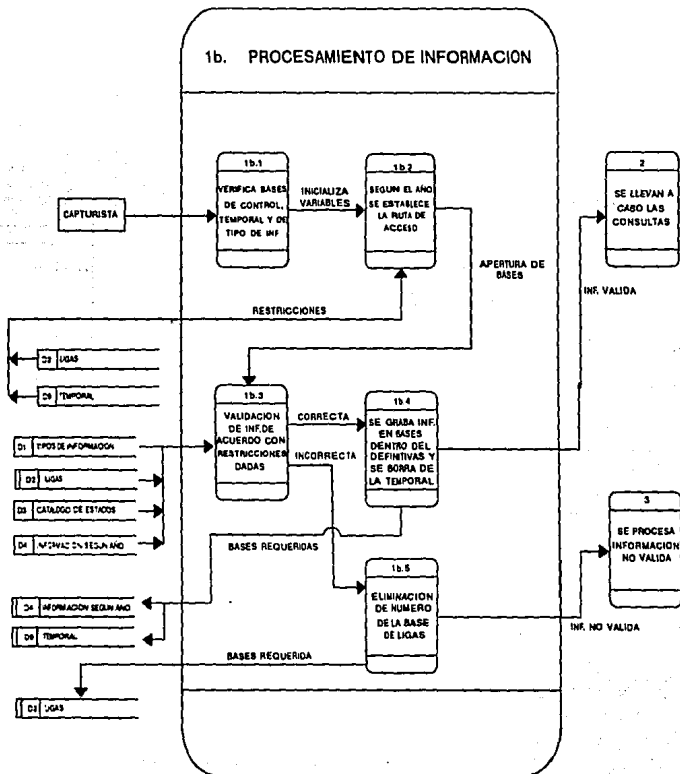 1b. PROCESAMIENTO DE INFORMACION
1b.1
VERIFICA BASES
DE CONTROL,
TEMPORAL Y DE
TIPO DE INF
INICIALIZA
VARIABLES
1b.2
SEGUN EL AÑO
SE ESTABLECE
LA RUTA DE
ACCESO
2
SE LLEVAN A
CABO LAS
CONSULTAS
CAPTURISTA
APERTURA DE
BASES
INF. VALIDA
RESTRICCIONES
D2 LIGAS
D9 TEMPORAL
1b.3
VALIDACION
DE INF. DE
ACUERDO CON
RESTRICCIONES
DADAS
CORRECTA
INCORRECTA
1b.4
SE GRABA INF.
EN BASES
DENTRO DEL
DEFINITIVAS Y
SE BORRA DE
LA TEMPORAL
D1 TIPOS DE INFORMACION
D2 LIGAS
D3 CATALOGO DE ESTADOS
D4 INFORMACION SEGUN AÑO
3
SE PROCESA
INFORMACION
NO VALIDA
BASES REQUERIDAS
1b.5
ELIMINACION
DE NUMERO
DE LA BASE
DE LIGAS
D4 INFORMACION SEGUN AÑO
D9 TEMPORAL
INF. NO VALIDA
BASES REQUERIDA
D2 LIGAS